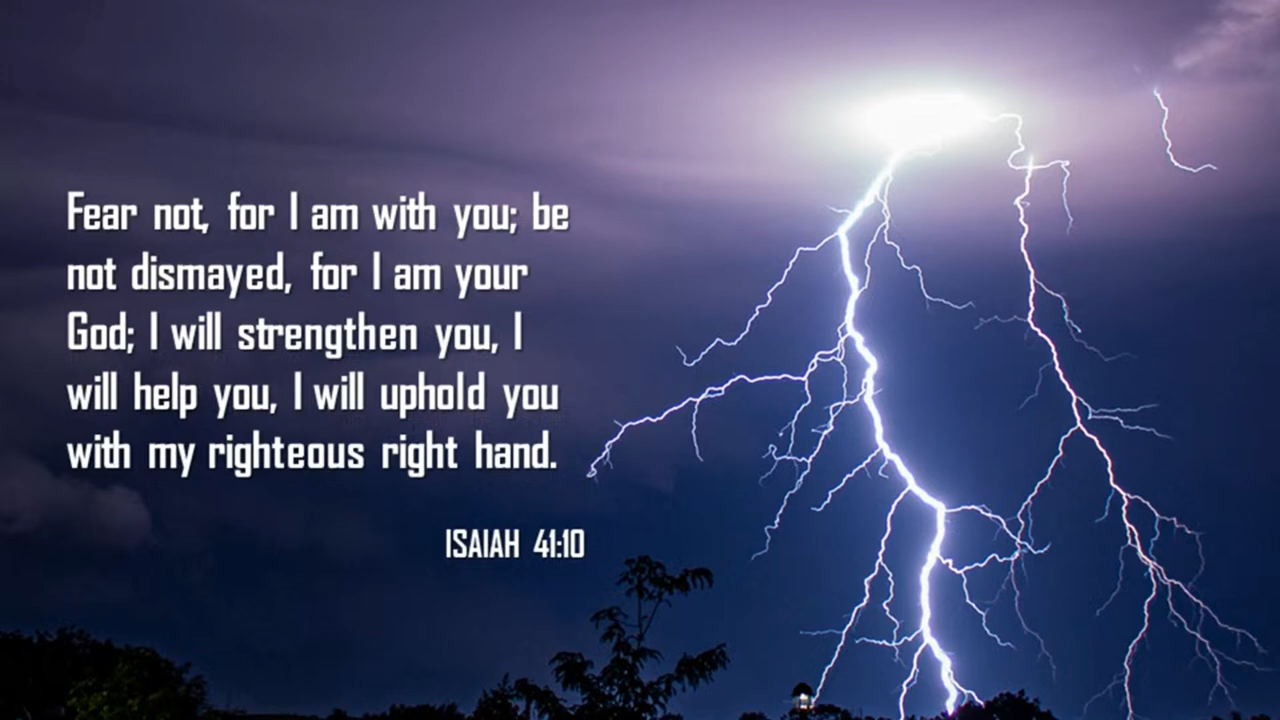 Fear not, for I am with you; be
not dismayed, for I am your
God; I will strengthen you, I
will help you, I will uphold you
with my righteous right hand.
ISAIAH 41:10